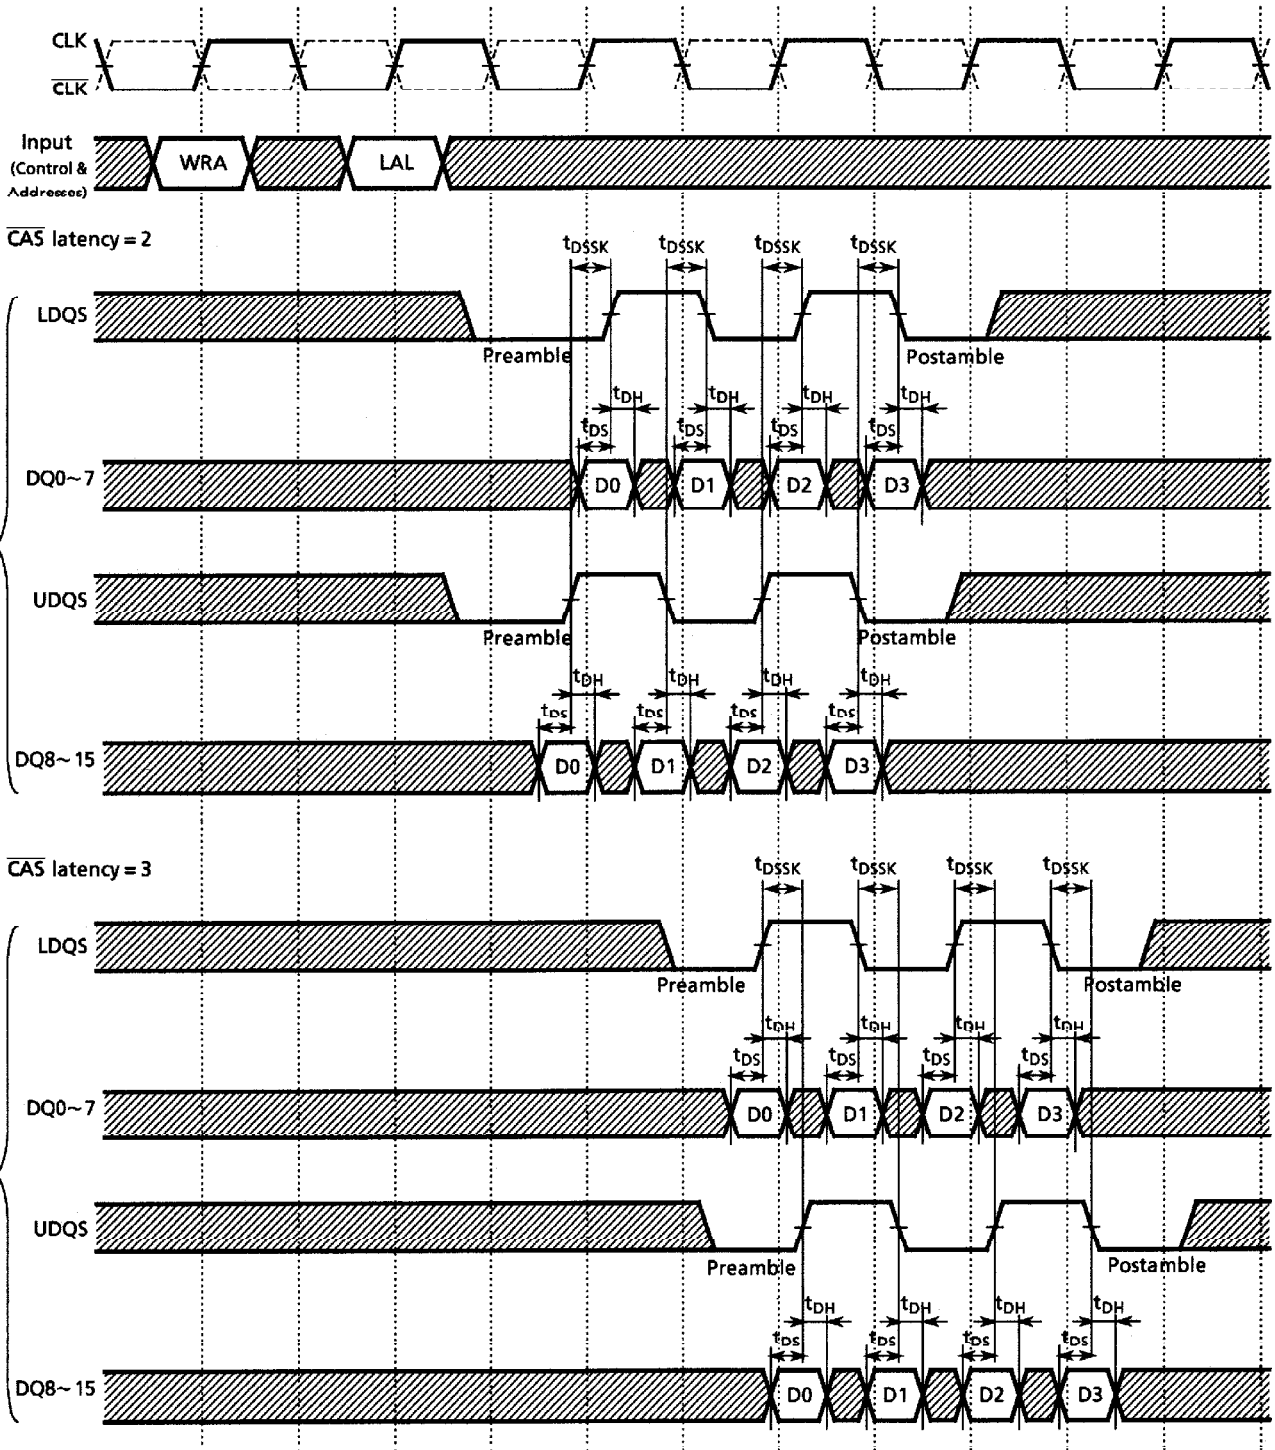 CLK
CLK
Input
(Control &
Addresses)
WRA
LAL
CAS latency = 2
tDSSK tDSSK tDSSK tDSSK
LDQS
Preamble
Postamble
tDH tDH tDH tDH
tDS tDS tDS tDS
DQ0~7
D0 D1 D2 D3
UDQS
Preamble
Postamble
tDH tDH tDH tDH
tDS tDS tDS tDS
DQ8~15
D0 D1 D2 D3
CAS latency = 3
tDSSK tDSSK tDSSK tDSSK
LDQS
Preamble
Postamble
tDH tDH tDH tDH
tDS tDS tDS tDS
DQ0~7
D0 D1 D2 D3
UDQS
Preamble
Postamble
tDH tDH tDH tDH
tDS tDS tDS tDS
DQ8~15
D0 D1 D2 D3